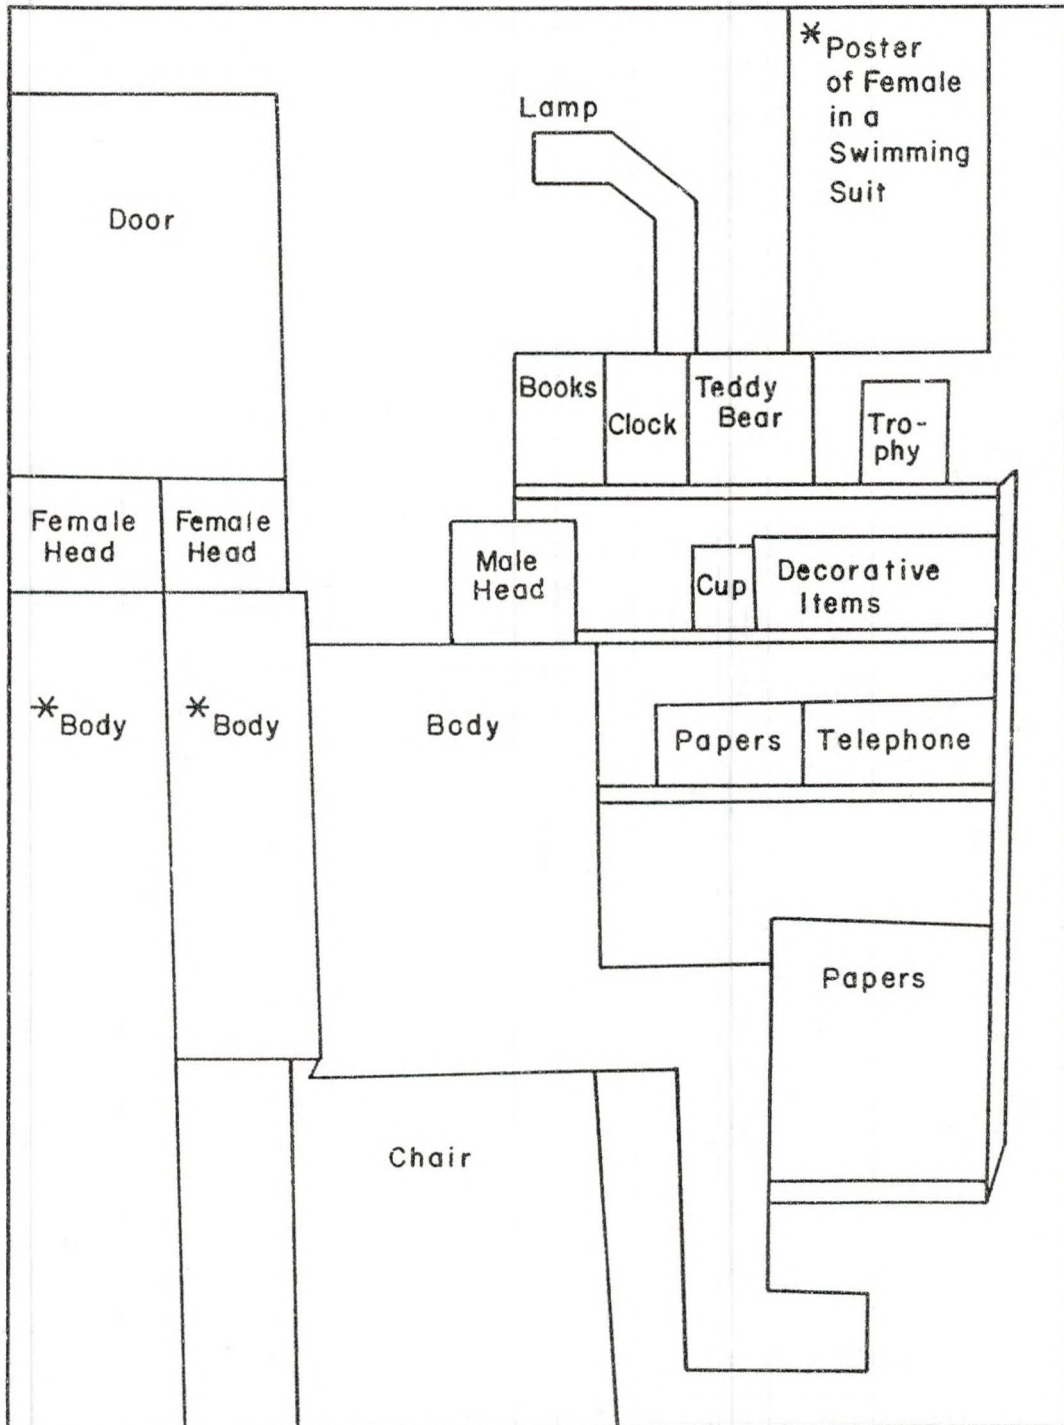 Lamp
* Poster
of Female
in a
Swimming
Suit
Door
Books
Clock
Teddy
Bear
Tro-
phy
Female
Head
Female
Head
Male
Head
Cup
Decorative
Items
* Body
* Body
Body
Papers
Telephone
Papers
Chair